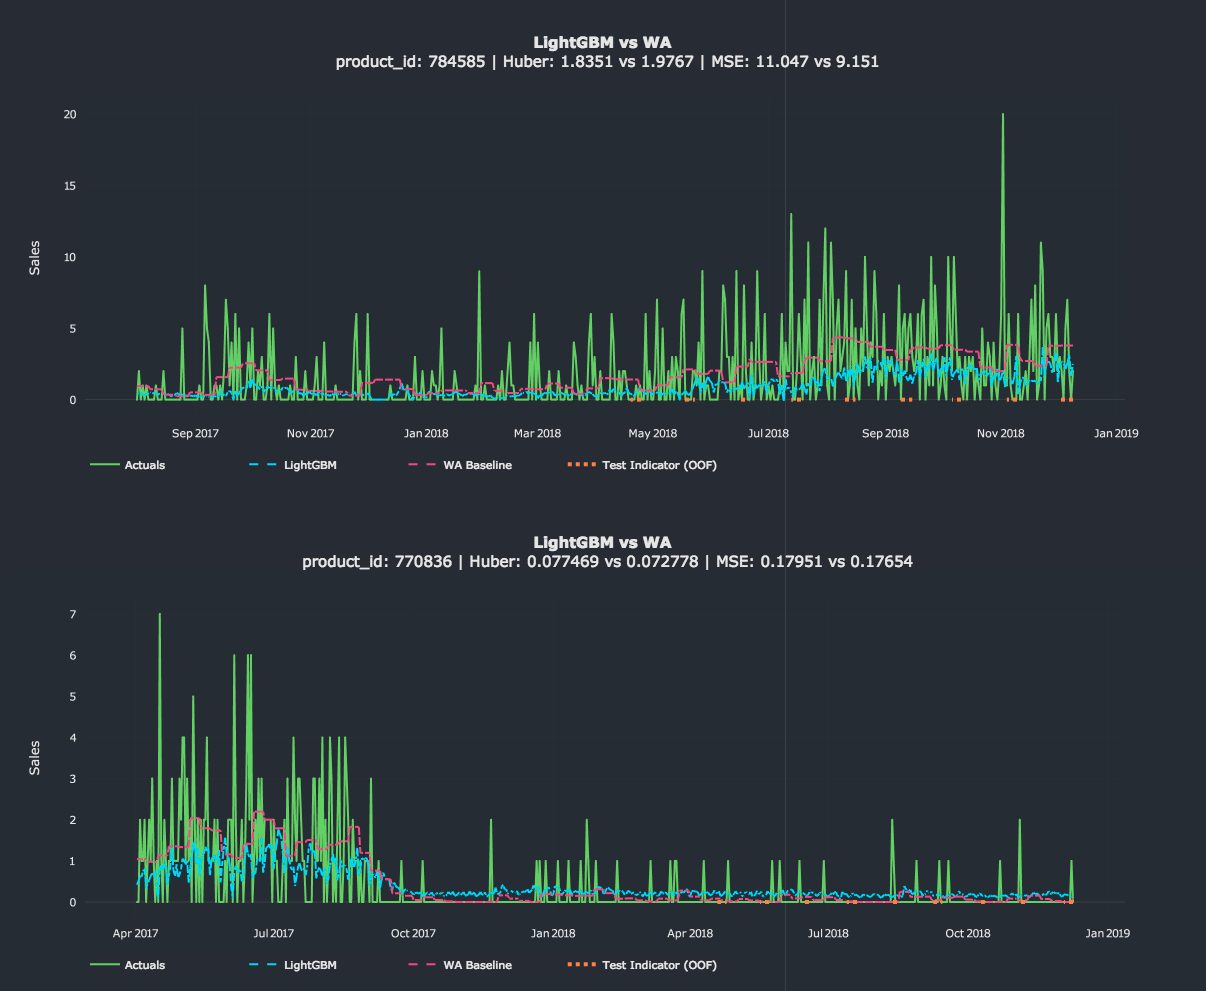 LightGBM vs WA
product_id: 784585 | Huber: 1.8351 vs 1.9767 | MSE: 11.047 vs 9.151
20
15
10
5
0
Sales
Sep 2017 Nov 2017 Jan 2018 Mar 2018 May 2018 Jul 2018 Sep 2018 Nov 2018 Jan 2019
Actuals LightGBM WA Baseline Test Indicator (OOF)
LightGBM vs WA
product_id: 770836 | Huber: 0.077469 vs 0.072778 | MSE: 0.17951 vs 0.17654
7
6
5
4
3
2
1
0
Sales
Apr 2017 Jul 2017 Oct 2017 Jan 2018 Apr 2018 Jul 2018 Oct 2018 Jan 2019
Actuals LightGBM WA Baseline Test Indicator (OOF)